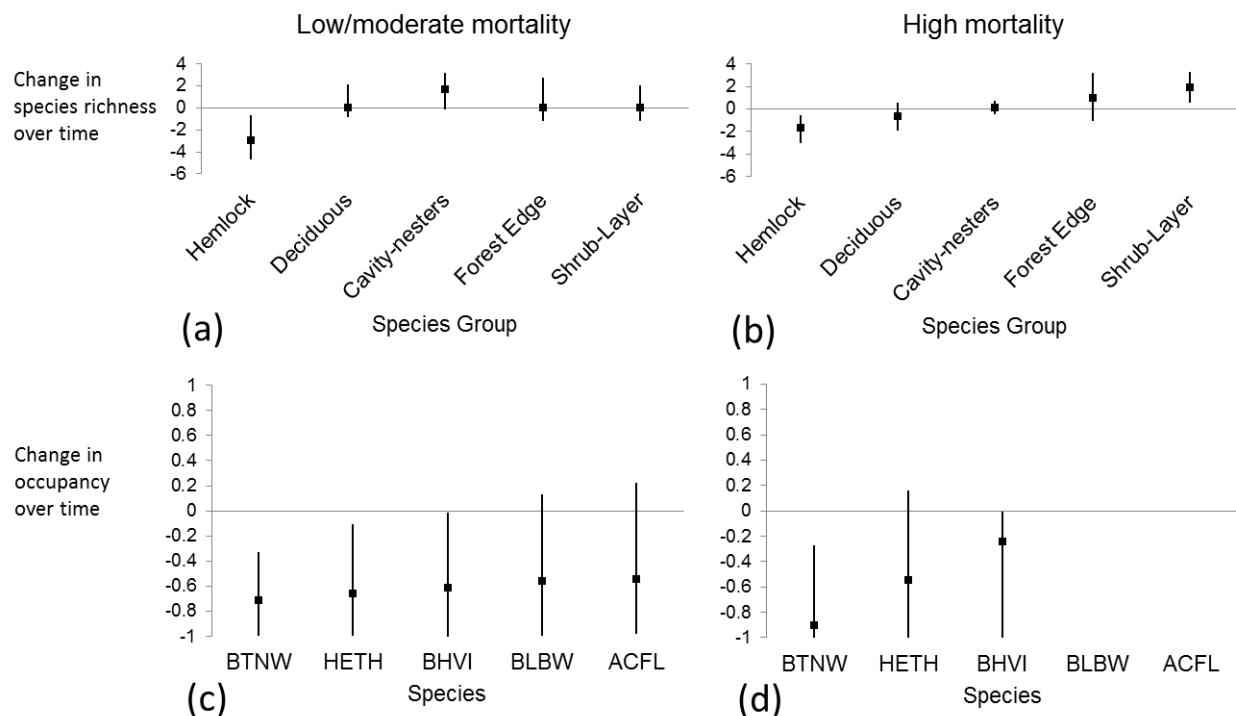 Low/moderate mortality
High mortality
Change in
species richness
over time
4
2
0
-2
-4
-6
Hemlock
Deciduous
Cavity-nesters
Forest Edge
Shrub-Layer
(a)
Species Group
4
2
0
-2
-4
-6
Hemlock
Deciduous
Cavity-nesters
Forest Edge
Shrub-Layer
(b)
Species Group
Change in
occupancy
over time
1
0.8
0.6
0.4
0.2
0
-0.2
-0.4
-0.6
-0.8
-1
BTNW HETH BHVI BLBW ACFL
(c)
Species
1
0.8
0.6
0.4
0.2
0
-0.2
-0.4
-0.6
-0.8
-1
BTNW HETH BHVI BLBW ACFL
(d)
Species